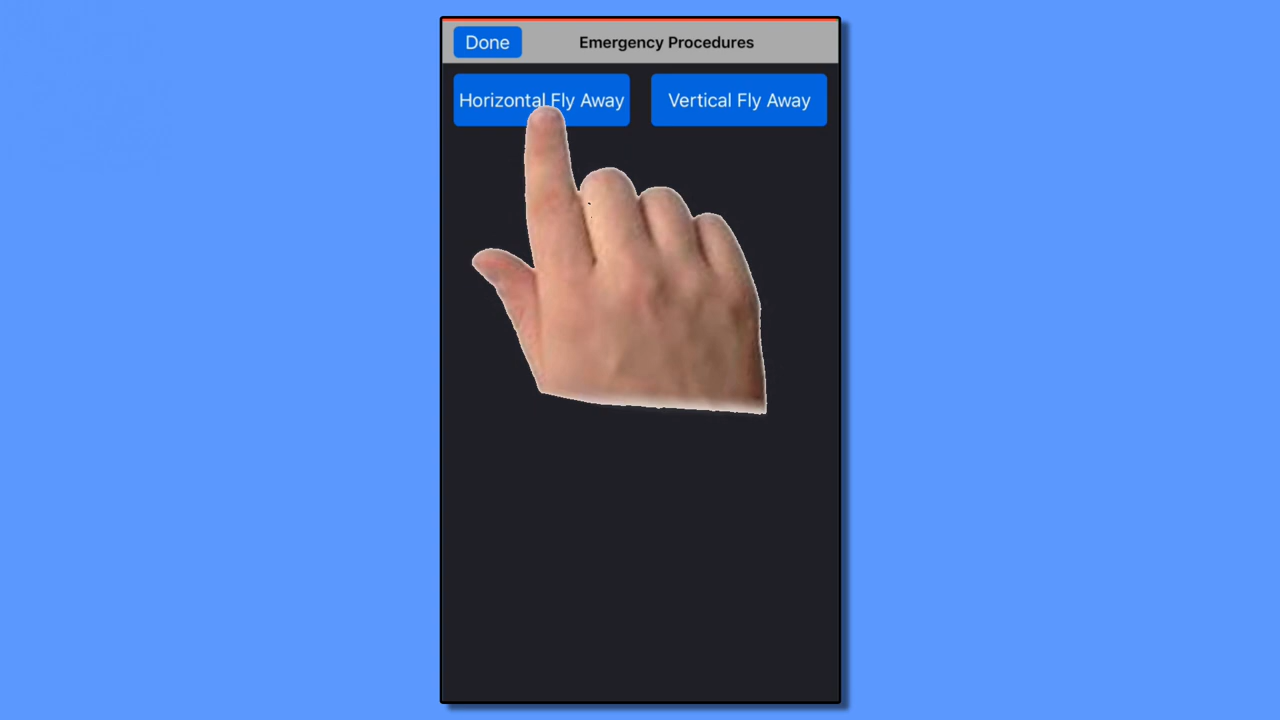 Done
Emergency Procedures
Horizontal Fly Away
Vertical Fly Away